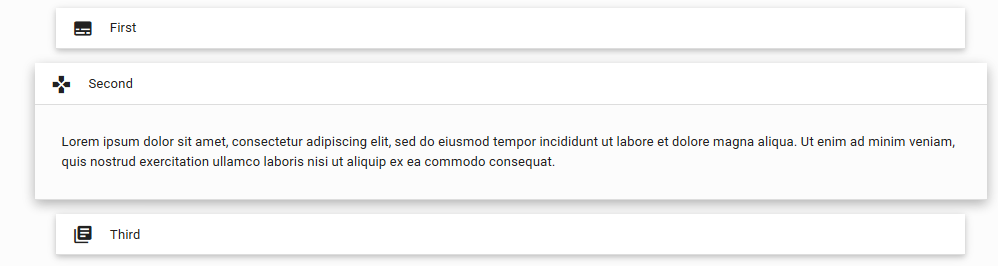 First
Second
Lorem ipsum dolor sit amet, consectetur adipiscing elit, sed do eiusmod tempor incididunt ut labore et dolore magna aliqua. Ut enim ad minim veniam,
quis nostrud exercitation ullamco laboris nisi ut aliquip ex ea commodo consequat.
Third